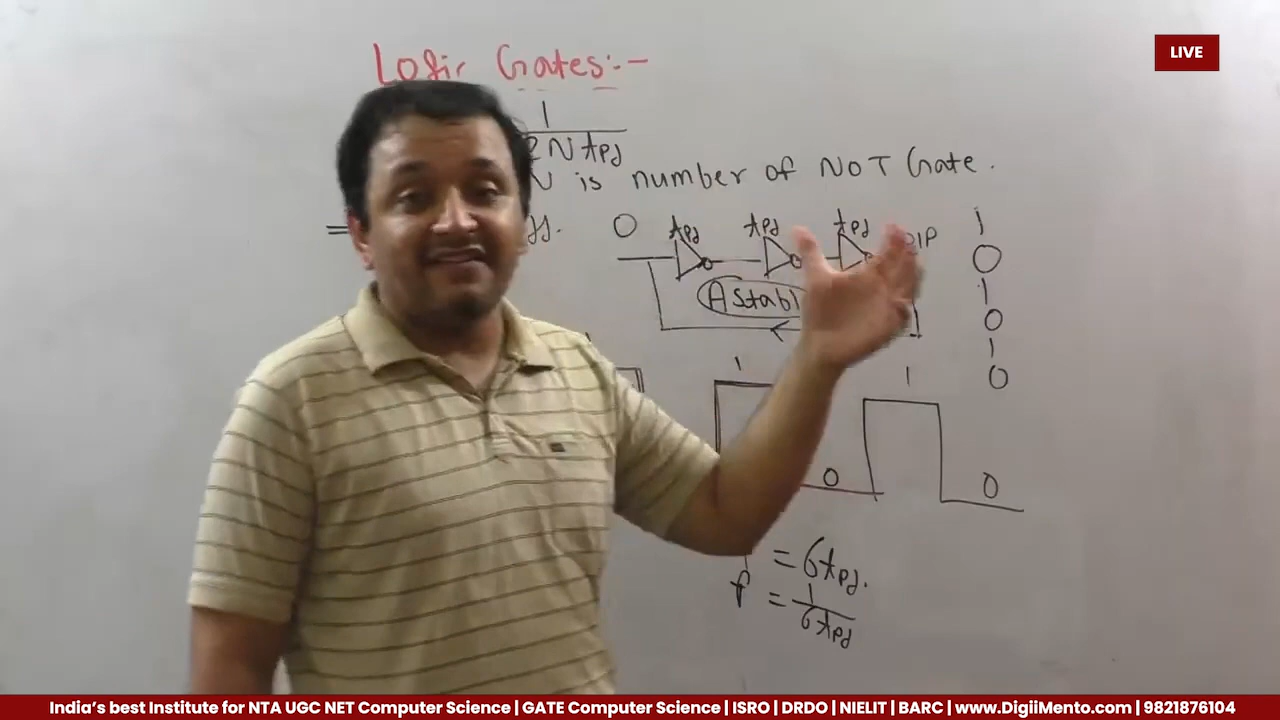 LIVE
Logic Gates:-
1
2N tpd
N is number of NOT Gate.
=
0 tpd tpd tpd O/P 1
0
Astabl
1
0
1
0
1 1
0 0
= 6tpd.
f = 1
6tpd
India's best Institute for NTA UGC NET Computer Science | GATE Computer Science | ISRO | DRDO | NIELIT | BARC | www.DigiiMento.com | 9821876104